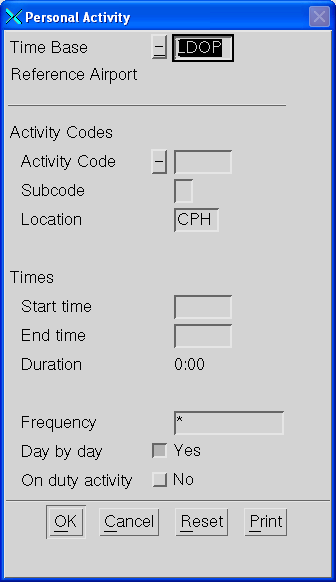 Personal Activity
Time Base LDOP
Reference Airport
Activity Codes
Activity Code
Subcode
Location CPH
Times
Start time
End time
Duration 0:00
Frequency *
Day by day Yes
On duty activity No
OK Cancel Reset Print